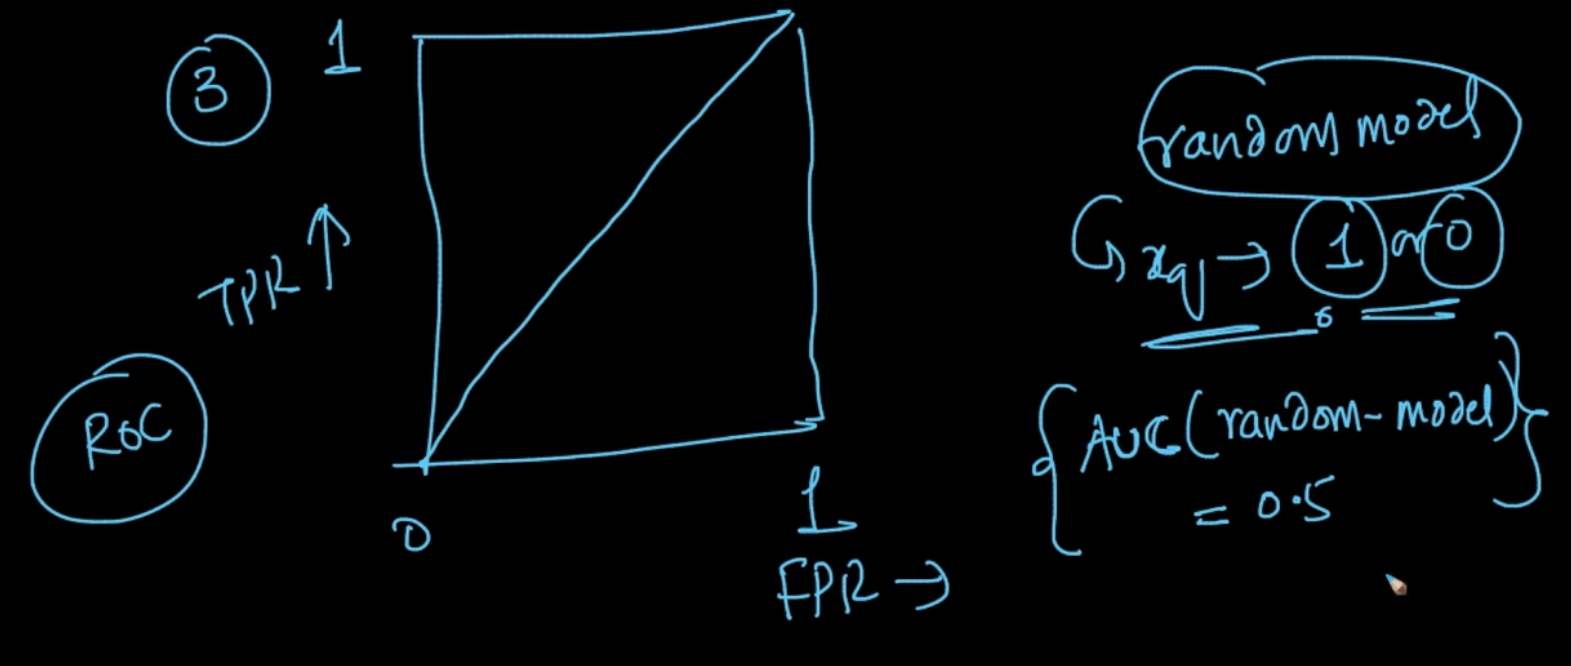 3
1
TPR ↑
ROC
0
1
FPR →
random model
↳ xq → 1 or 0
{AUC(random-model)
= 0.5}